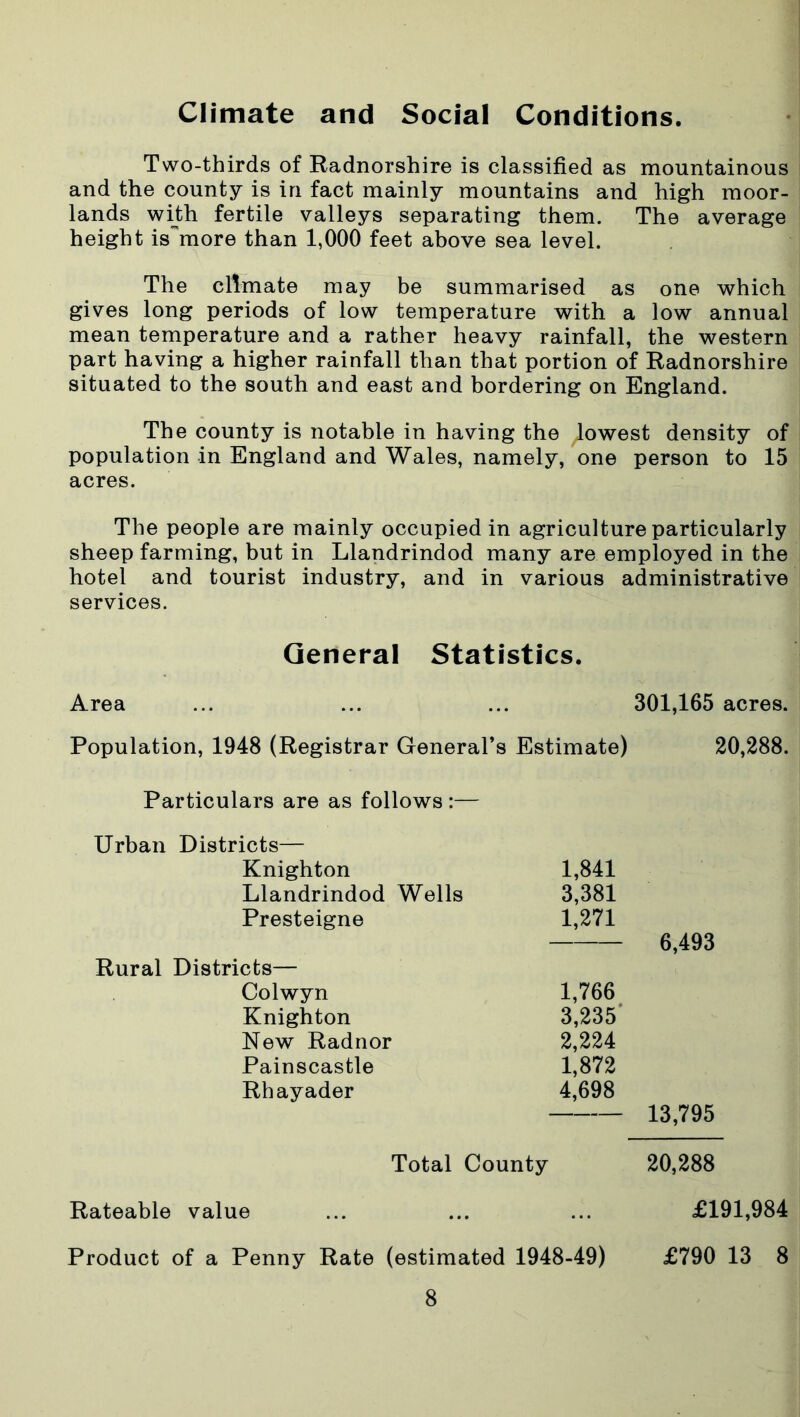 Climate and Social Conditions.
Two-thirds of Radnorshire is classified as mountainous
and the county is in fact mainly mountains and high moor-
lands with fertile valleys separating them. The average
height is more than 1,000 feet above sea level.
The climate may be summarised as one which
gives long periods of low temperature with a low annual
mean temperature and a rather heavy rainfall, the western
part having a higher rainfall than that portion of Radnorshire
situated to the south and east and bordering on England.
The county is notable in having the lowest density of
population in England and Wales, namely, one person to 15
acres.
The people are mainly occupied in agriculture particularly
sheep farming, but in Llandrindod many are employed in the
hotel and tourist industry, and in various administrative
services.
General Statistics.
Area ... ... ... 301,165 acres.
Population, 1948 (Registrar General's Estimate) 20,288.
Particulars are as follows:—
Urban Districts—
Knighton 1,841
Llandrindod Wells 3,381
Presteigne 1,271
6,493
Rural Districts—
Colwyn 1,766
Knighton 3,235
New Radnor 2,224
Painscastle 1,872
Rhayader 4,698
13,795
Total County 20,288
Rateable value ... ... ... £191,984
Product of a Penny Rate (estimated 1948-49) £790 13 8
8